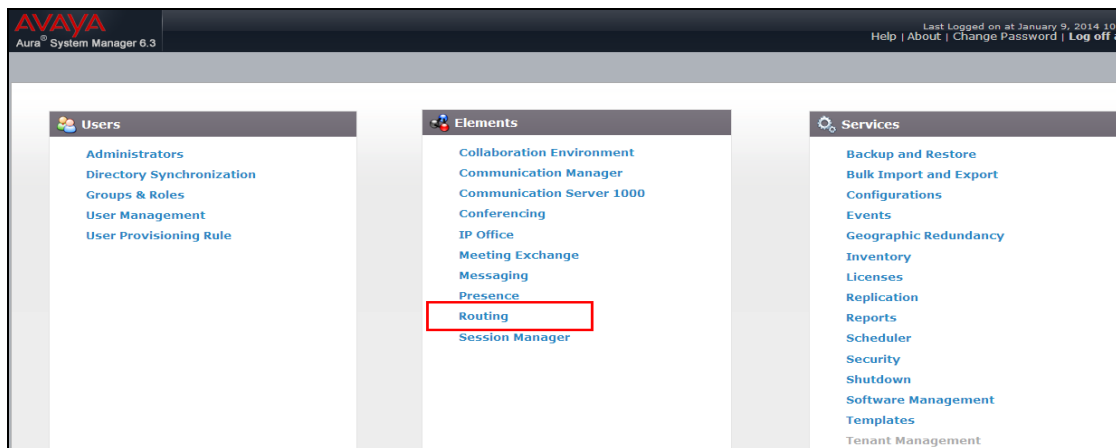 AVAYA
Aura® System Manager 6.3
Last Logged on at January 9, 2014 10
Help | About | Change Password | Log off
Users
Administrators
Directory Synchronization
Groups & Roles
User Management
User Provisioning Rule
Elements
Collaboration Environment
Communication Manager
Communication Server 1000
Conferencing
IP Office
Meeting Exchange
Messaging
Presence
Routing
Session Manager
Services
Backup and Restore
Bulk Import and Export
Configurations
Events
Geographic Redundancy
Inventory
Licenses
Replication
Reports
Scheduler
Security
Shutdown
Software Management
Templates
Tenant Management